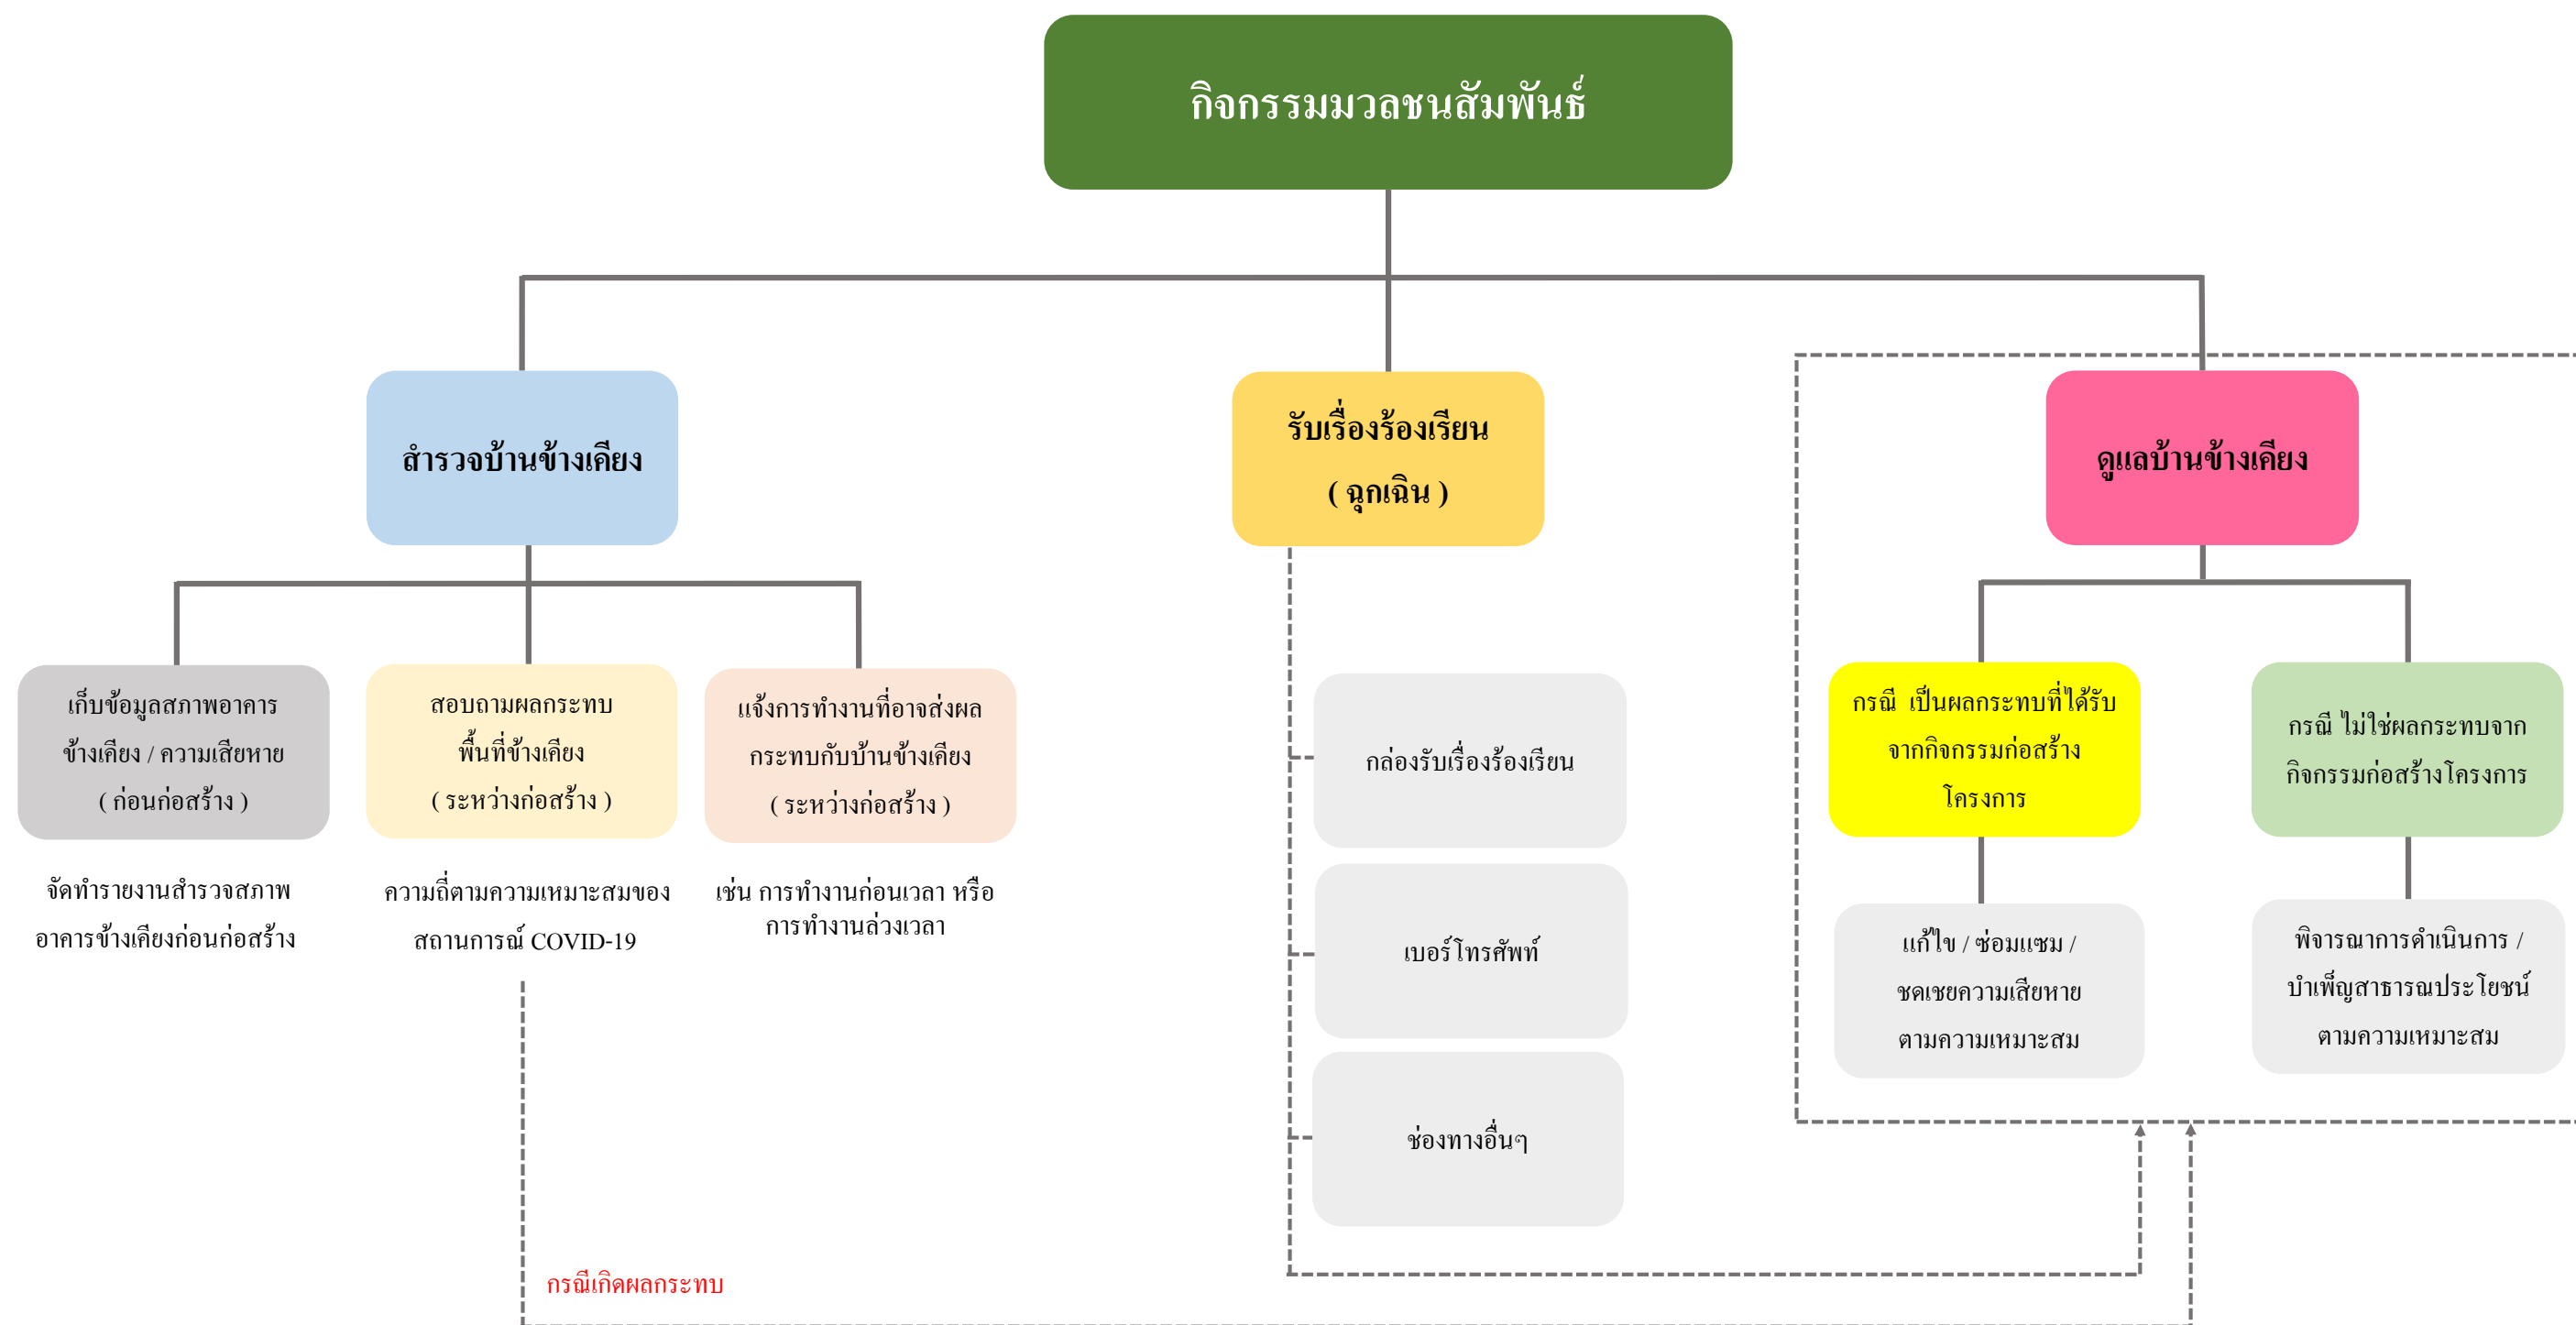 กิจกรรมมวลชนสัมพันธ์
สำรวจบ้านข้างเคียง
รับเรื่องร้องเรียน
( ฉุกเฉิน )
ดูแลบ้านข้างเคียง
เก็บข้อมูลสภาพอาคาร
ข้างเคียง / ความเสียหาย
( ก่อนก่อสร้าง )
สอบถามผลกระทบ
พื้นที่ข้างเคียง
( ระหว่างก่อสร้าง )
แจ้งการทำงานที่อาจส่งผล
กระทบกับบ้านข้างเคียง
( ระหว่างก่อสร้าง )
จัดทำรายงานสำรวจสภาพ
อาคารข้างเคียงก่อนก่อสร้าง
ความถี่ตามความเหมาะสมของ
สถานการณ์ COVID-19
เช่น การทำงานก่อนเวลา หรือ
การทำงานล่วงเวลา
กล่องรับเรื่องร้องเรียน
เบอร์โทรศัพท์
ช่องทางอื่นๆ
กรณี เป็นผลกระทบที่ได้รับ
จากกิจกรรมก่อสร้าง
โครงการ
กรณี ไม่ใช่ผลกระทบจาก
กิจกรรมก่อสร้างโครงการ
แก้ไข / ซ่อมแซม /
ชดเชยความเสียหาย
ตามความเหมาะสม
พิจารณาการดำเนินการ /
บำเพ็ญสาธารณประโยชน์
ตามความเหมาะสม
กรณีเกิดผลกระทบ